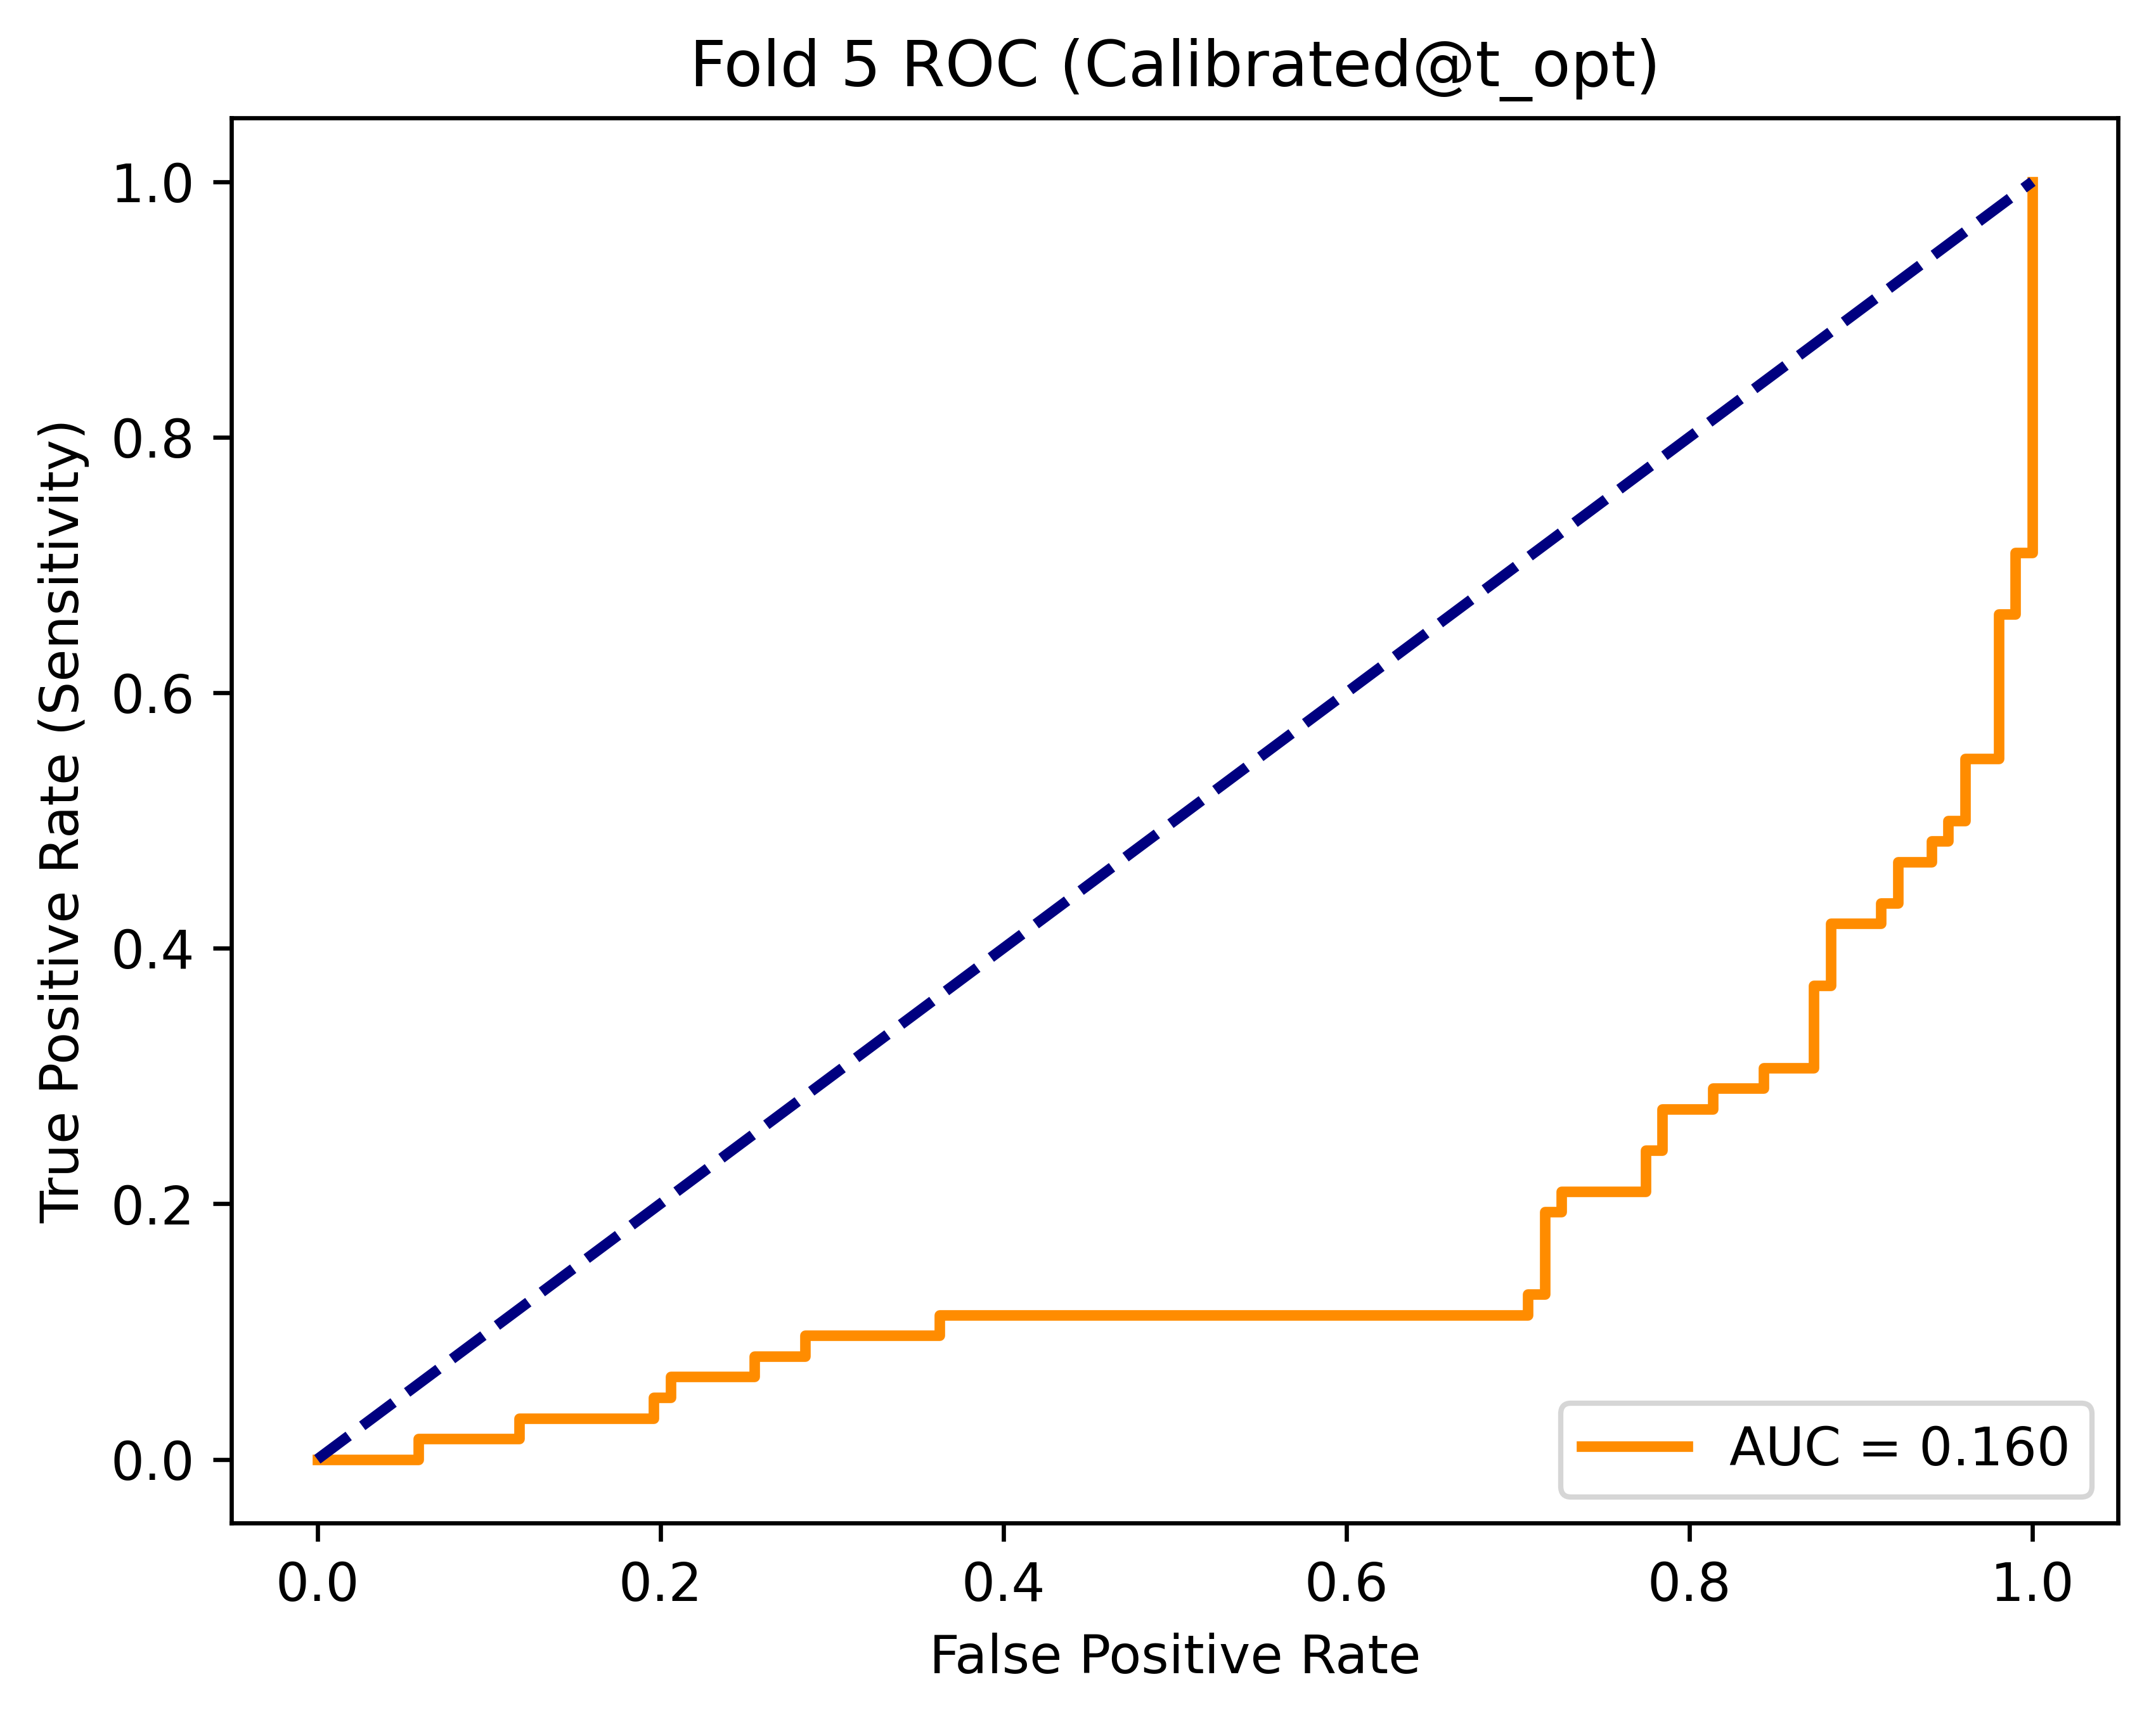 Fold 5 ROC (Calibrated@t_opt)
True Positive Rate (Sensitivity)
1.0
0.8
0.6
0.4
0.2
0.0
AUC = 0.160
0.0 0.2 0.4 0.6 0.8 1.0
False Positive Rate